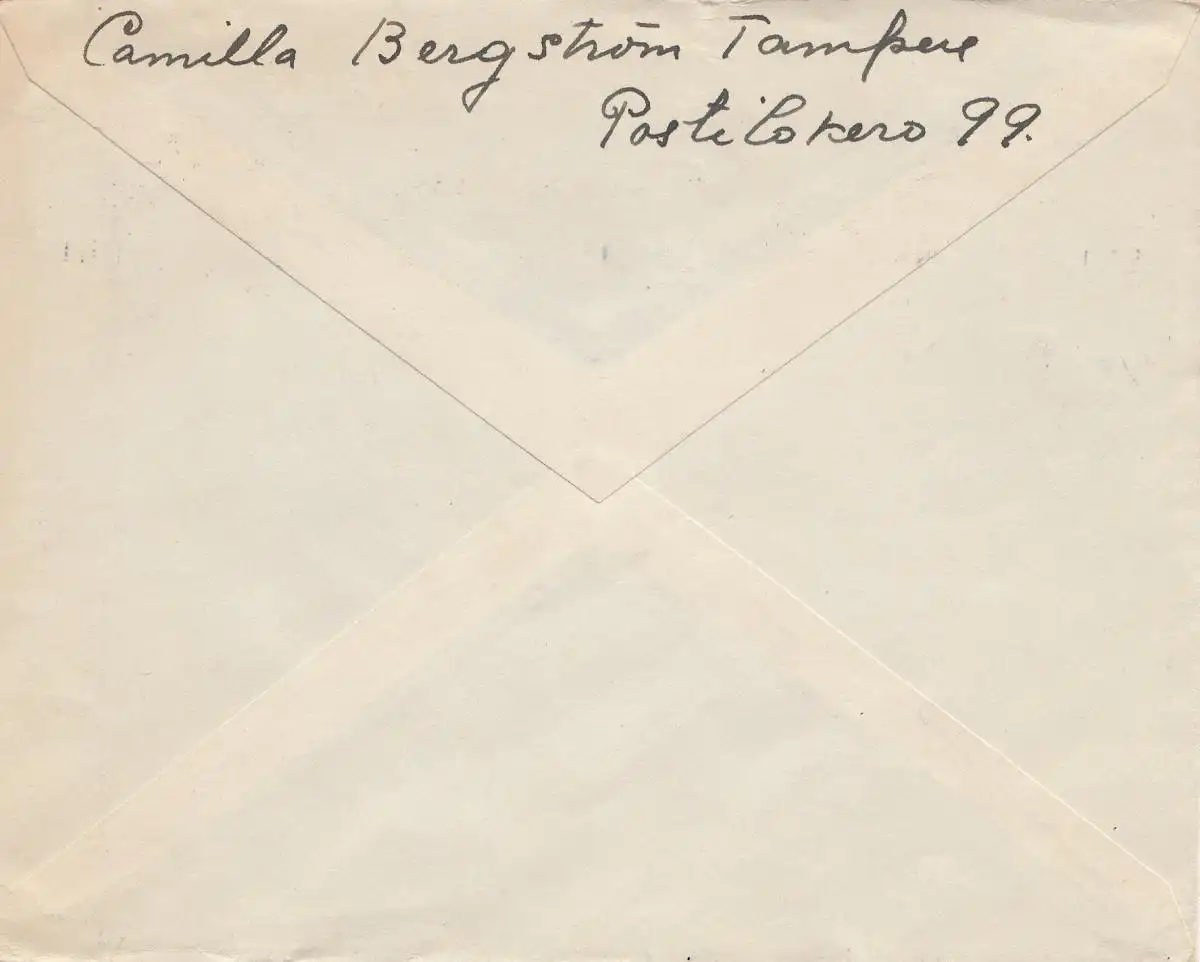 Camilla Bergström Tampere
Postilokero 99.